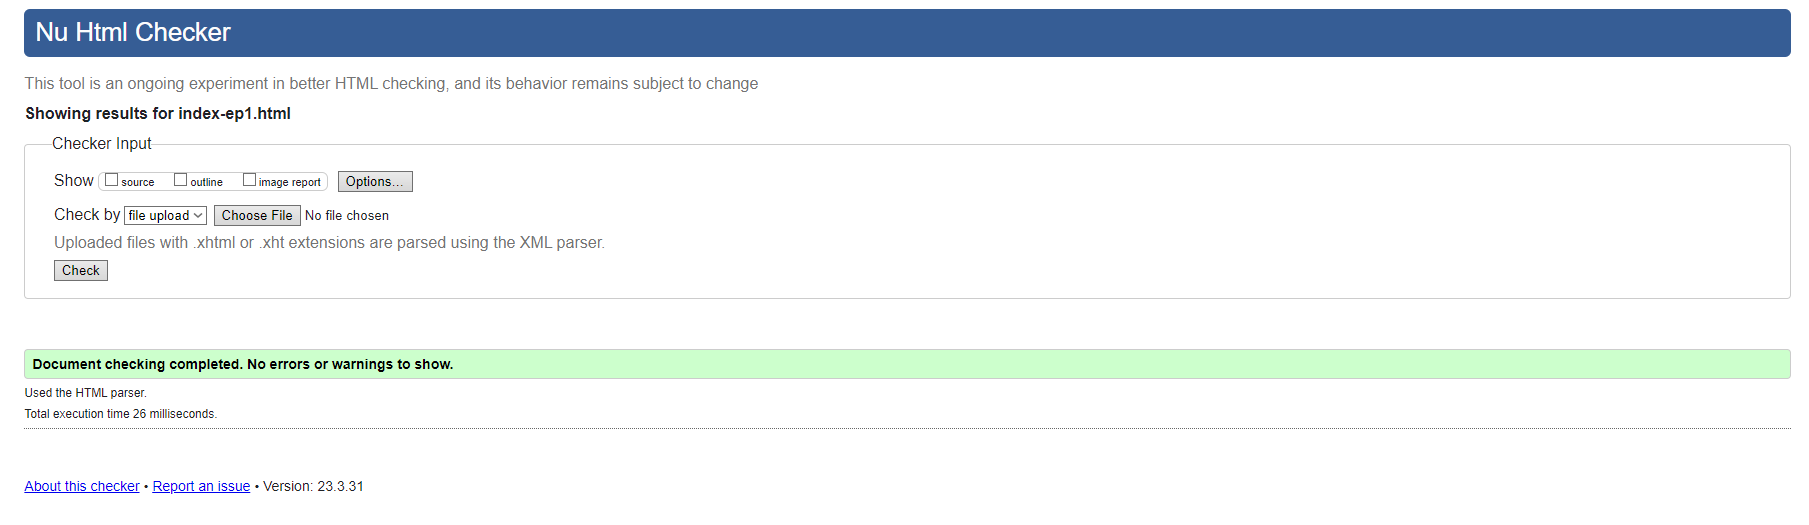 Nu Html Checker
This tool is an ongoing experiment in better HTML checking, and its behavior remains subject to change
Showing results for index-ep1.html
Checker Input
Show source outline image report Options...
Check by file upload Choose File No file chosen
Uploaded files with .xhtml or .xht extensions are parsed using the XML parser.
Check
Document checking completed. No errors or warnings to show.
Used the HTML parser.
Total execution time 26 milliseconds.
About this checker • Report an issue • Version: 23.3.31